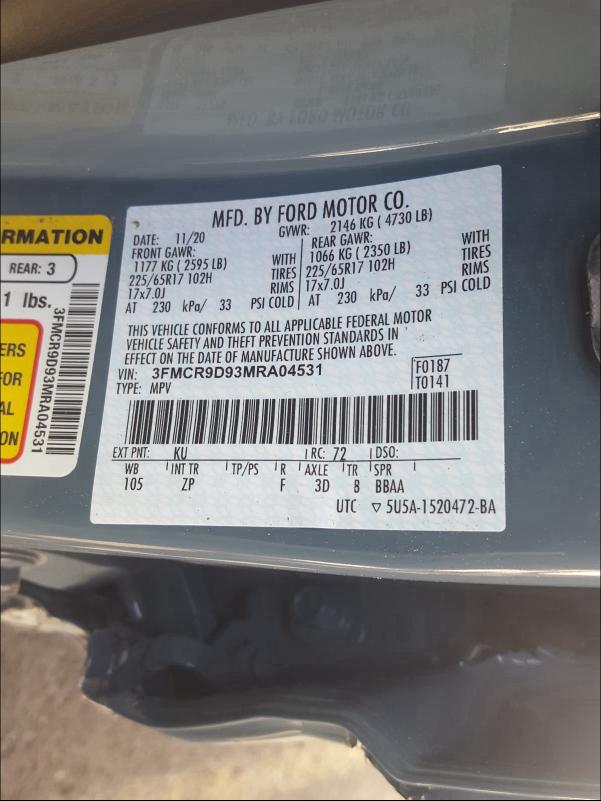 MFD. BY FORD MOTOR CO.
DATE: 11/20 GVWR: 2146 KG ( 4730 LB)
FRONT GAWR: REAR GAWR:
1177 KG ( 2595 LB) WITH 1066 KG ( 2350 LB) WITH
225/65R17 102H TIRES 225/65R17 102H TIRES
17x7.0J RIMS 17x7.0J RIMS
AT 230 kPa/ 33 PSI COLD AT 230 kPa/ 33 PSI COLD
THIS VEHICLE CONFORMS TO ALL APPLICABLE FEDERAL MOTOR
VEHICLE SAFETY AND THEFT PREVENTION STANDARDS IN
EFFECT ON THE DATE OF MANUFACTURE SHOWN ABOVE.
VIN: 3FMCR9D93MRA04531 F0187
TYPE: MPV T0141
EXT PNT: KU RC: 72 DSO:
WB INT TR TP/PS R AXLE TR SPR
105 ZP F 3D 8 BBAA
UTC ▽ 5U5A-1520472-BA
RMATION
REAR: 3
1 lbs.
ERS
FOR
AL
ON
3FMCR9D93MRA04531
MFD. BY FORD MOTOR CO.